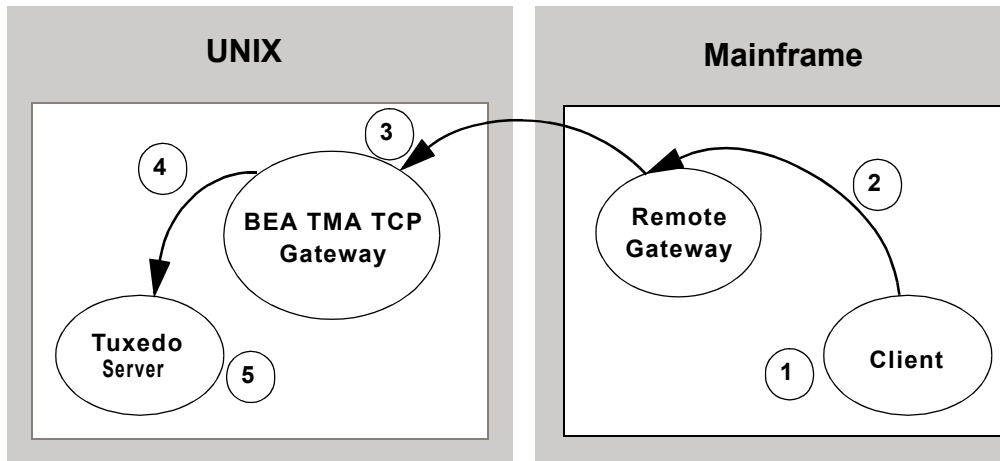 UNIX
Mainframe
3
4
2
BEA TMA TCP
Gateway
Remote
Gateway
Tuxedo
Server
5
1
Client